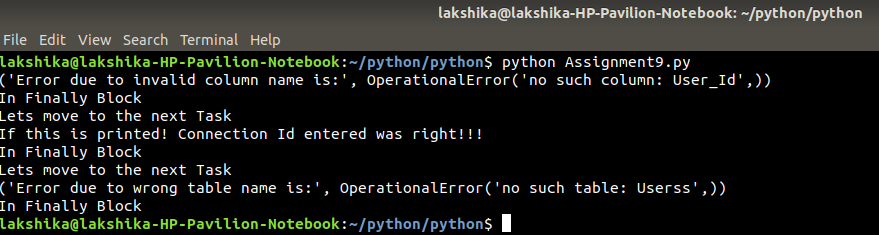 lakshika@lakshika-HP-Pavilion-Notebook: ~/python/python
File Edit View Search Terminal Help
lakshika@lakshika-HP-Pavilion-Notebook:~/python/python$ python Assignment9.py
('Error due to invalid column name is:', OperationalError('no such column: User_Id',))
In Finally Block
Lets move to the next Task
If this is printed! Connection Id entered was right!!!
In Finally Block
Lets move to the next Task
('Error due to wrong table name is:', OperationalError('no such table: Userss',))
In Finally Block
lakshika@lakshika-HP-Pavilion-Notebook:~/python/python$